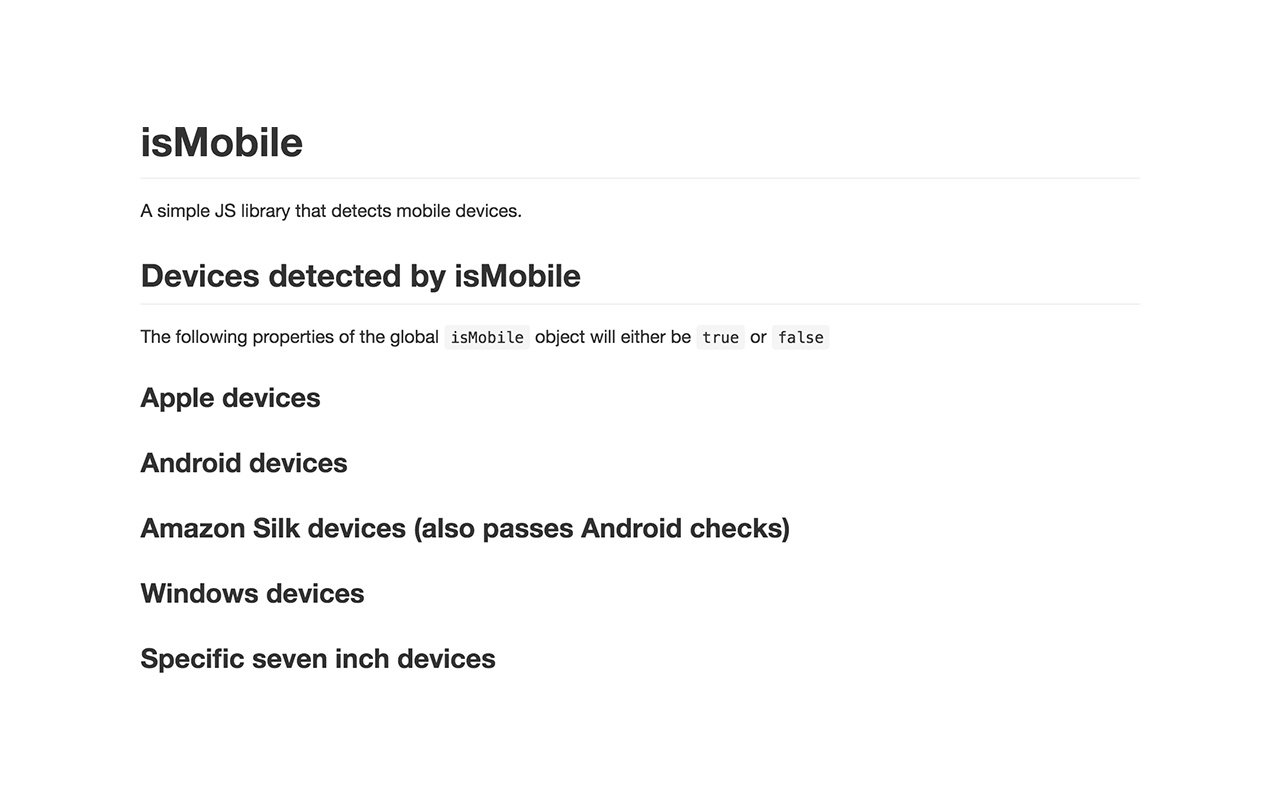 isMobile
A simple JS library that detects mobile devices.
Devices detected by isMobile
The following properties of the global isMobile object will either be true or false
Apple devices
Android devices
Amazon Silk devices (also passes Android checks)
Windows devices
Specific seven inch devices